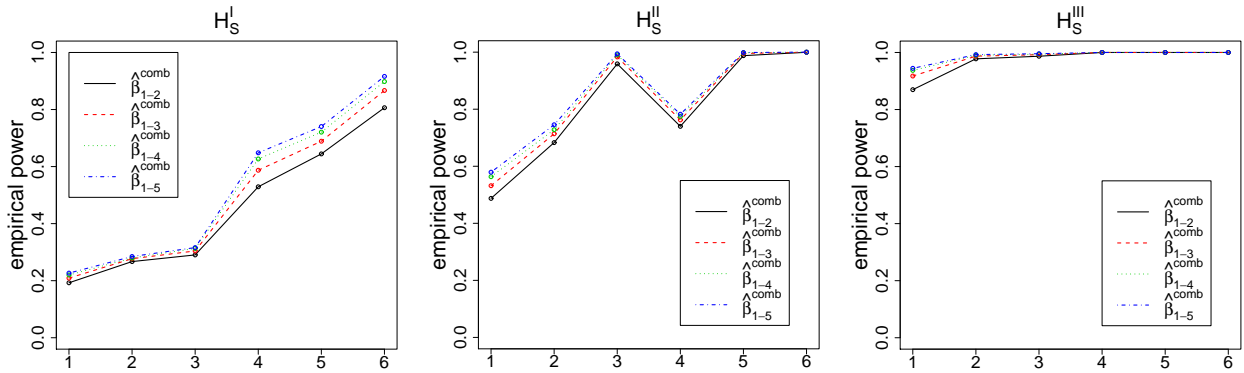 H_S^I
empirical power
0.0 0.2 0.4 0.6 0.8 1.0
β̂_{1−2}^{comb}
β̂_{1−3}^{comb}
β̂_{1−4}^{comb}
β̂_{1−5}^{comb}
1 2 3 4 5 6
H_S^{II}
empirical power
0.0 0.2 0.4 0.6 0.8 1.0
β̂_{1−2}^{comb}
β̂_{1−3}^{comb}
β̂_{1−4}^{comb}
β̂_{1−5}^{comb}
1 2 3 4 5 6
H_S^{III}
empirical power
0.0 0.2 0.4 0.6 0.8 1.0
β̂_{1−2}^{comb}
β̂_{1−3}^{comb}
β̂_{1−4}^{comb}
β̂_{1−5}^{comb}
1 2 3 4 5 6